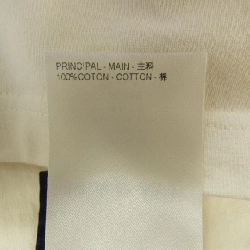 PRINCIPAL - MAIN - 主料
100%COTON - COTTON - 棉